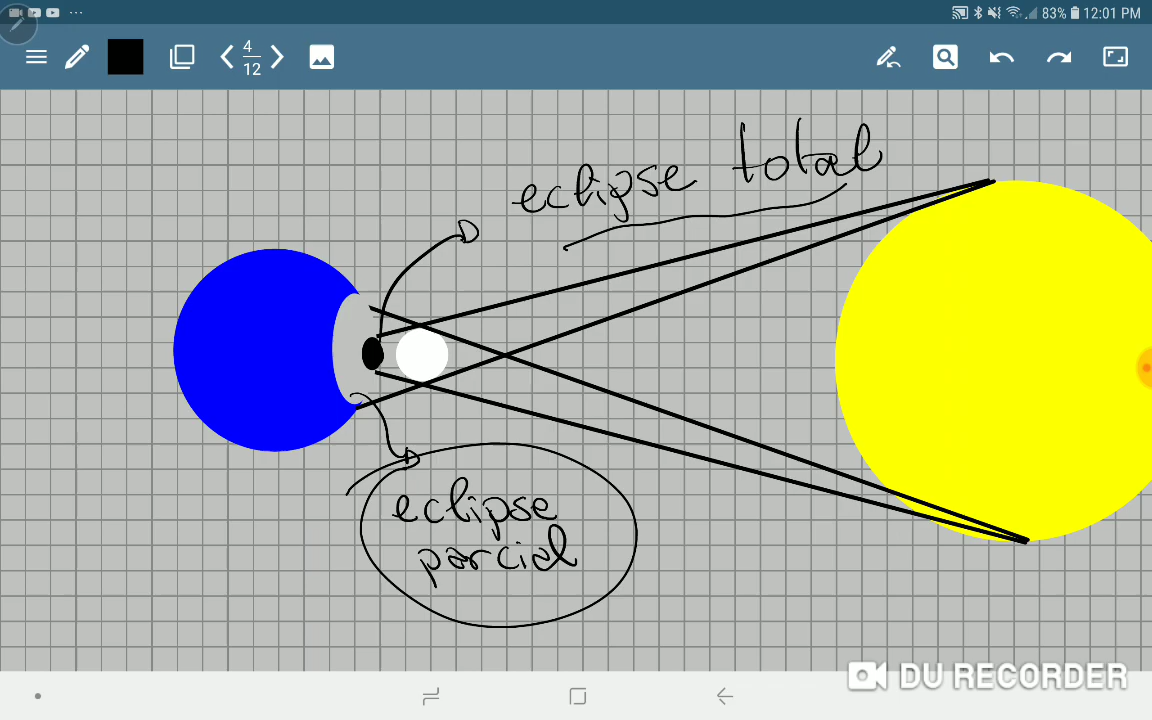 83% 12:01 PM
4
12
eclipse total
eclipse
parcial
DU RECORDER